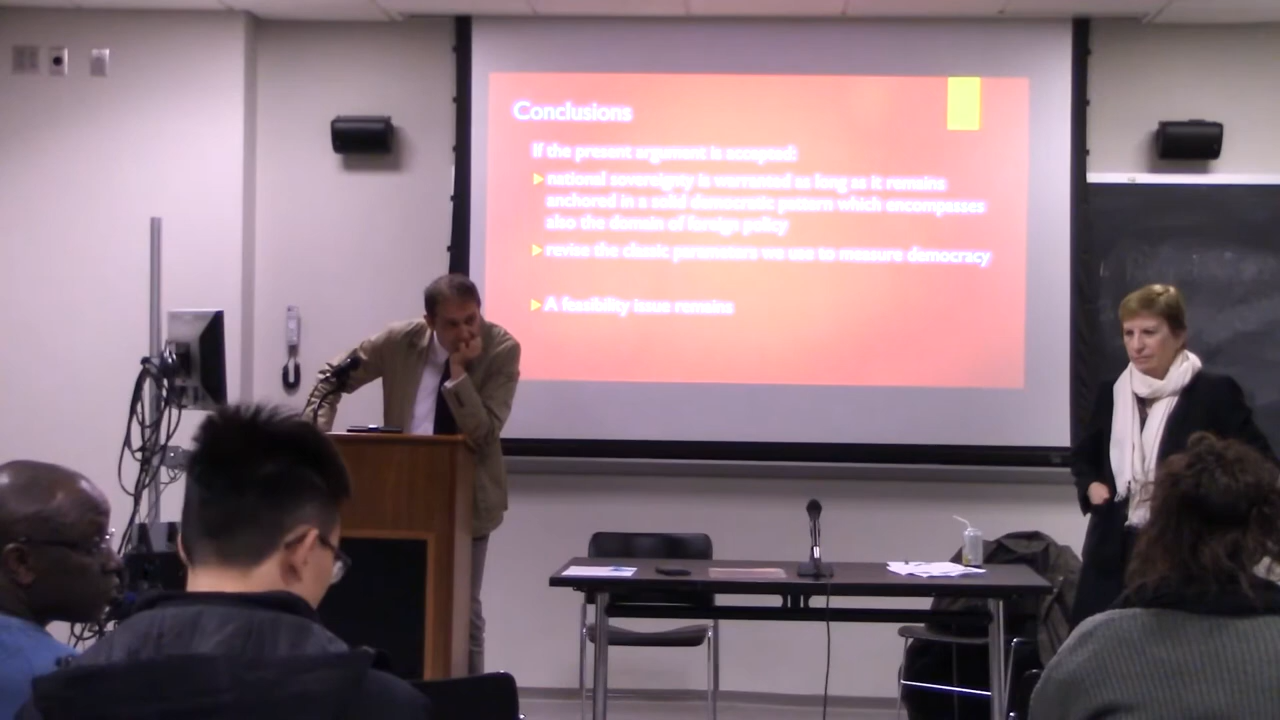 Conclusions
If the present argument is accepted:
national sovereignty is warranted as long as it remains
anchored in a solid democratic pattern which encompasses
also the domain of foreign policy
revise the classic parameters we use to measure democracy
A feasibility issue remains